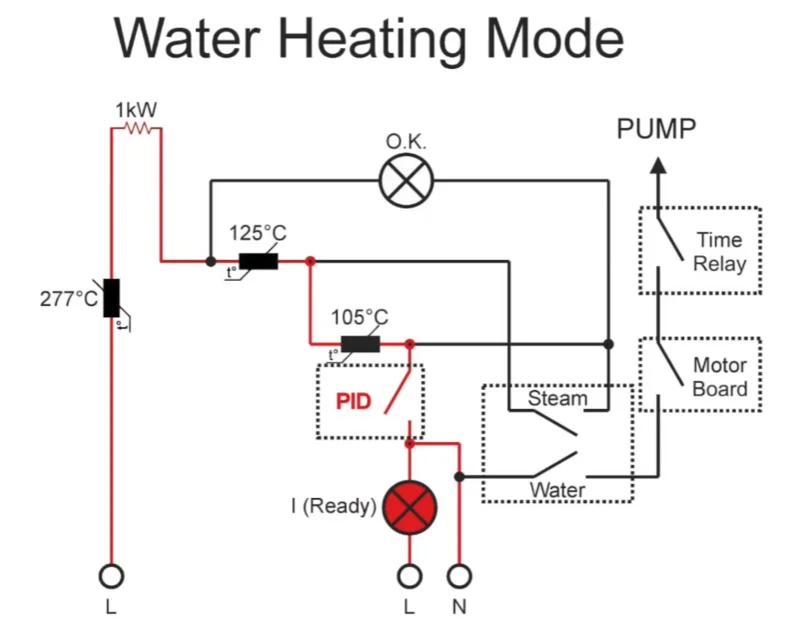 Water Heating Mode
1kW
PUMP
O.K.
Time
Relay
125°C
t°
277°C
t°
105°C
t°
Motor
Board
PID
Steam
Water
I (Ready)
L
L
N